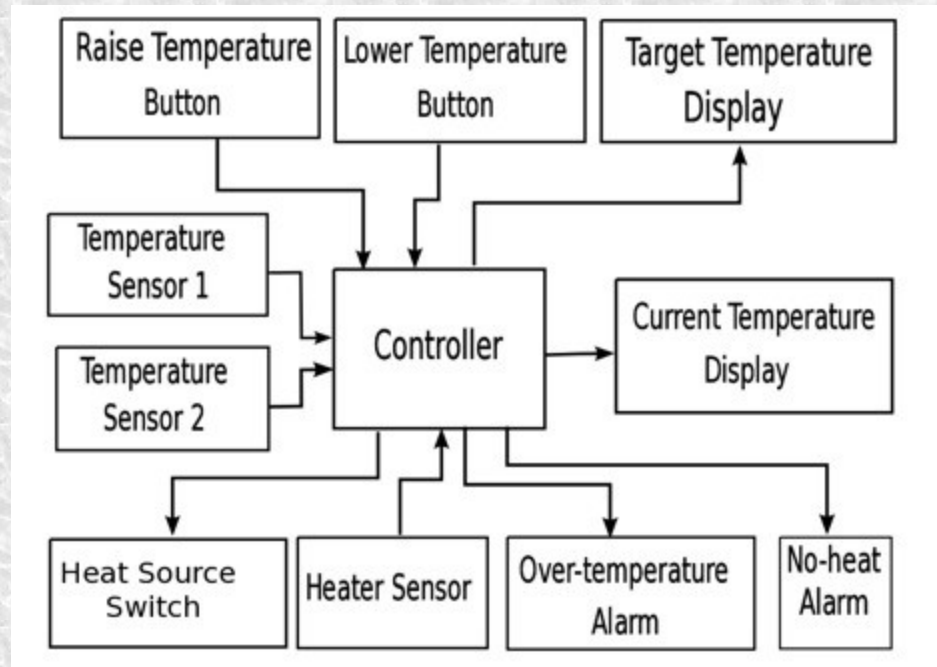 Raise Temperature
Button
Lower Temperature
Button
Target Temperature
Display
Temperature
Sensor 1
Temperature
Sensor 2
Controller
Current Temperature
Display
Heat Source
Switch
Heater Sensor
Over-temperature
Alarm
No-heat
Alarm